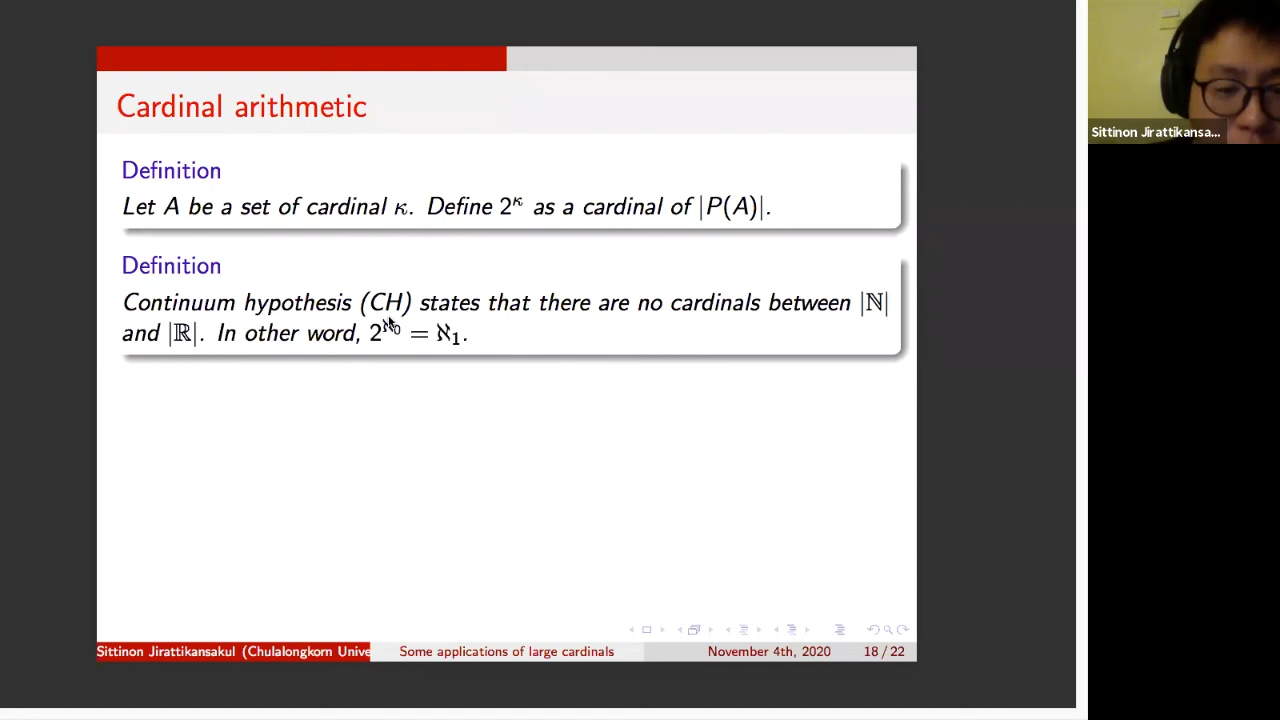 Cardinal arithmetic
Definition
Let A be a set of cardinal κ. Define 2^κ as a cardinal of |P(A)|.
Definition
Continuum hypothesis (CH) states that there are no cardinals between |ℕ|
and |ℝ|. In other word, 2^ℵ₀ = ℵ₁.
Sittinon Jirattikansakul (Chulalongkorn Unive
Some applications of large cardinals
November 4th, 2020
18 / 22
Sittinon Jirattikansa...